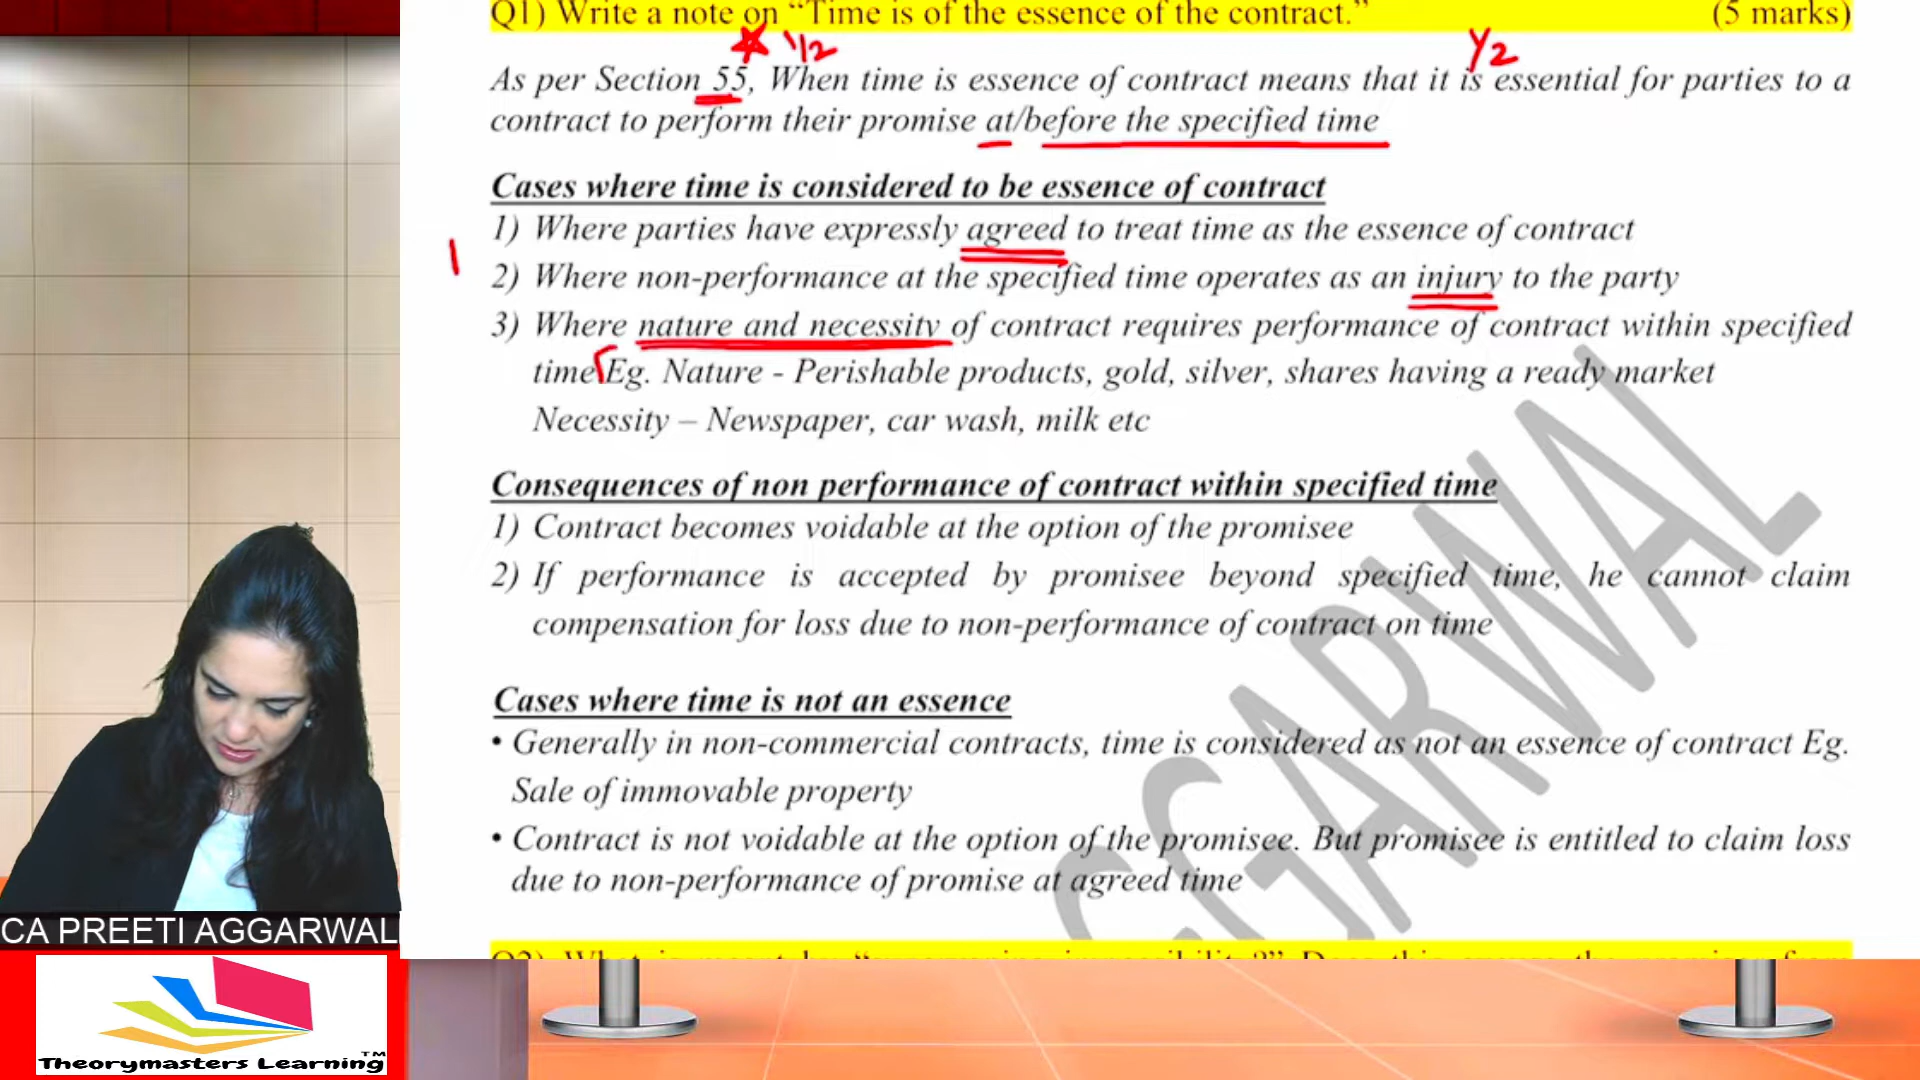 Q1) Write a note on “Time is of the essence of the contract.” (5 marks)
1/2 1/2
As per Section 55, When time is essence of contract means that it is essential for parties to a
contract to perform their promise at/before the specified time
Cases where time is considered to be essence of contract
1) Where parties have expressly agreed to treat time as the essence of contract
1
2) Where non-performance at the specified time operates as an injury to the party
3) Where nature and necessity of contract requires performance of contract within specified
time Eg. Nature - Perishable products, gold, silver, shares having a ready market
Necessity – Newspaper, car wash, milk etc
Consequences of non performance of contract within specified time
1) Contract becomes voidable at the option of the promisee
2) If performance is accepted by promisee beyond specified time, he cannot claim
compensation for loss due to non-performance of contract on time
Cases where time is not an essence
• Generally in non-commercial contracts, time is considered as not an essence of contract Eg.
Sale of immovable property
• Contract is not voidable at the option of the promisee. But promisee is entitled to claim loss
due to non-performance of promise at agreed time
GGARWAL
CA PREETI AGGARWAL
Theorymasters Learning™